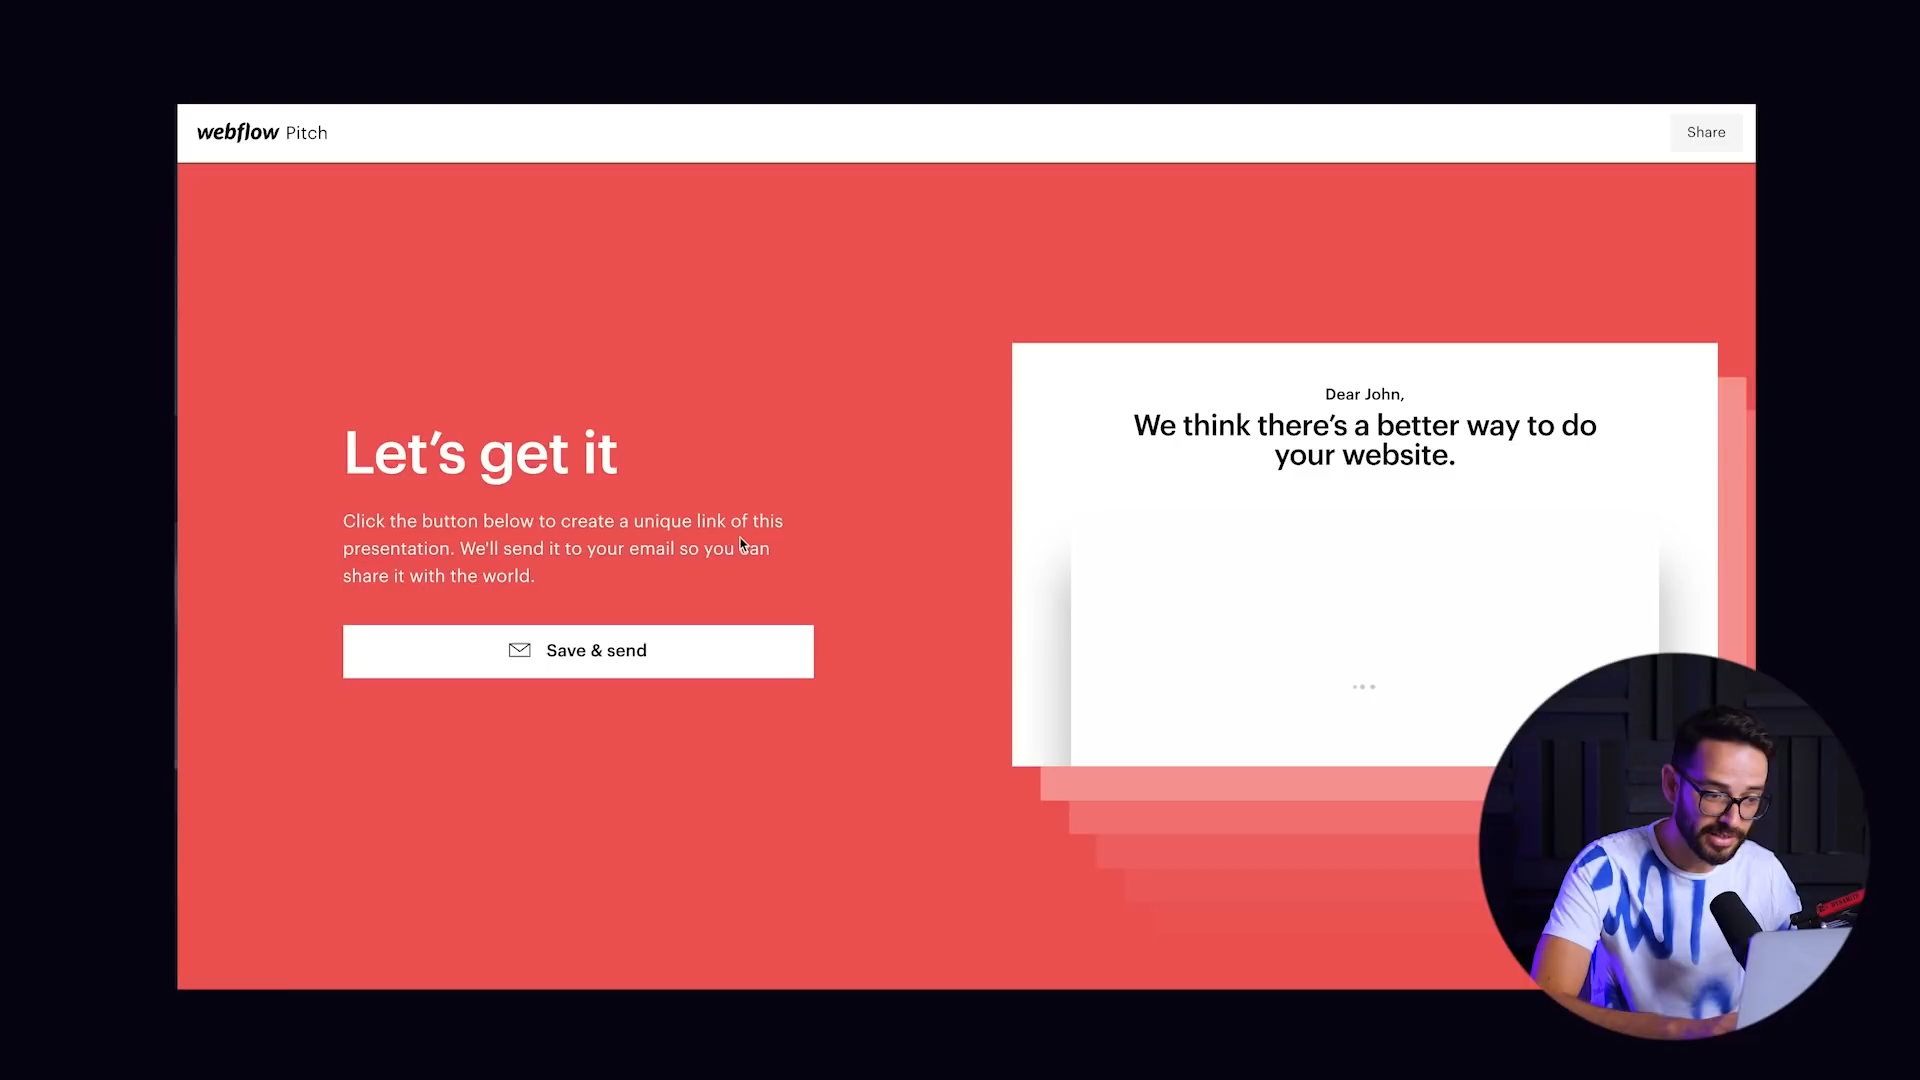 webflow Pitch
Share
Let's get it
Click the button below to create a unique link of this
presentation. We'll send it to your email so you can
share it with the world.
Save & send
Dear John,
We think there's a better way to do
your website.